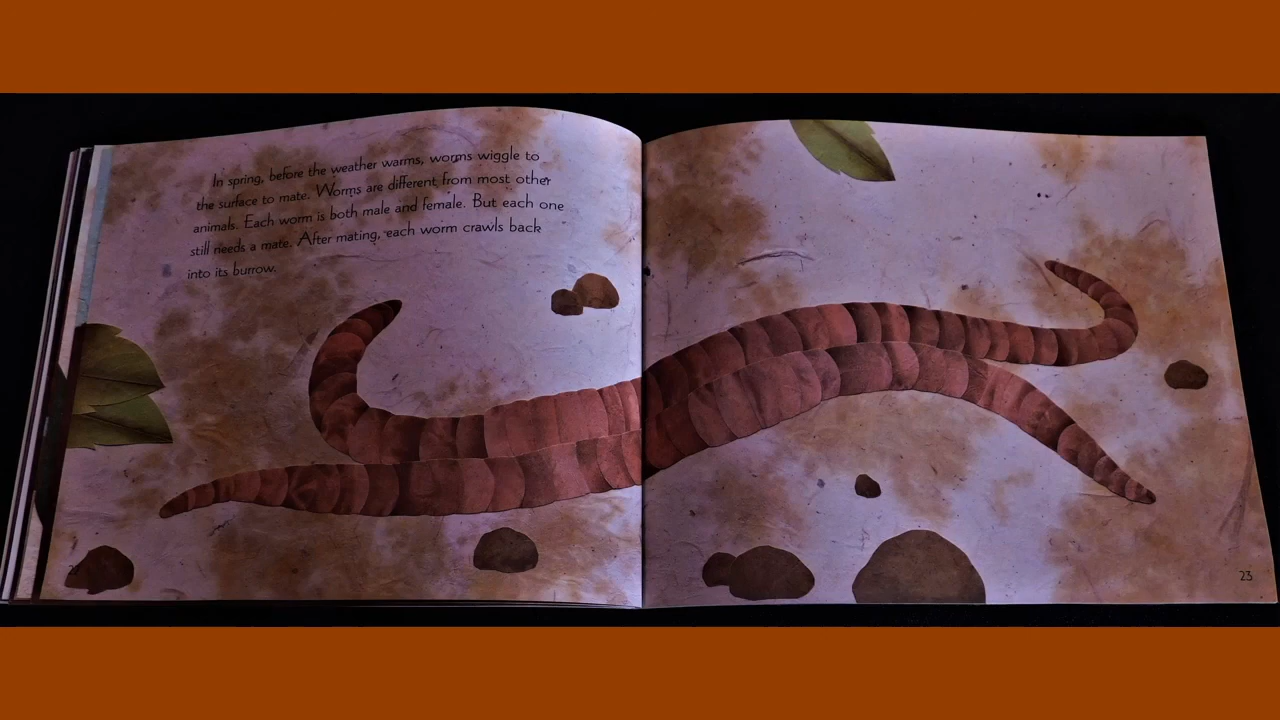 In spring, before the weather warms, worms wiggle to
the surface to mate. Worms are different from most other
animals. Each worm is both male and female. But each one
still needs a mate. After mating, each worm crawls back
into its burrow.
23